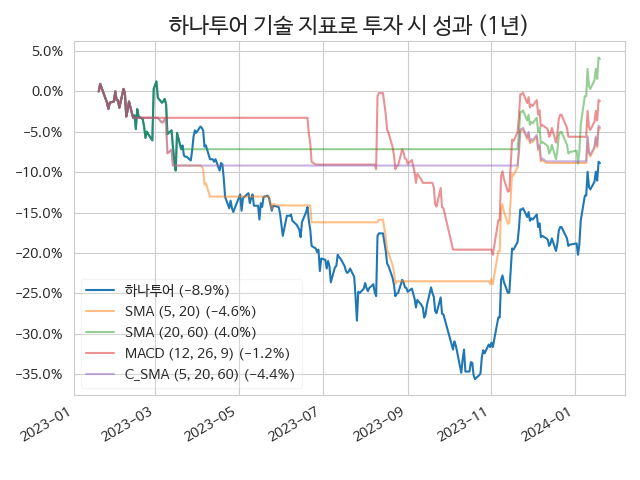 하나투어 기술 지표로 투자 시 성과 (1년)
5.0%
0.0%
−5.0%
−10.0%
−15.0%
−20.0%
−25.0%
−30.0%
−35.0%
하나투어 (−8.9%)
SMA (5, 20) (−4.6%)
SMA (20, 60) (4.0%)
MACD (12, 26, 9) (−1.2%)
C_SMA (5, 20, 60) (−4.4%)
2023-01
2023-03
2023-05
2023-07
2023-09
2023-11
2024-01